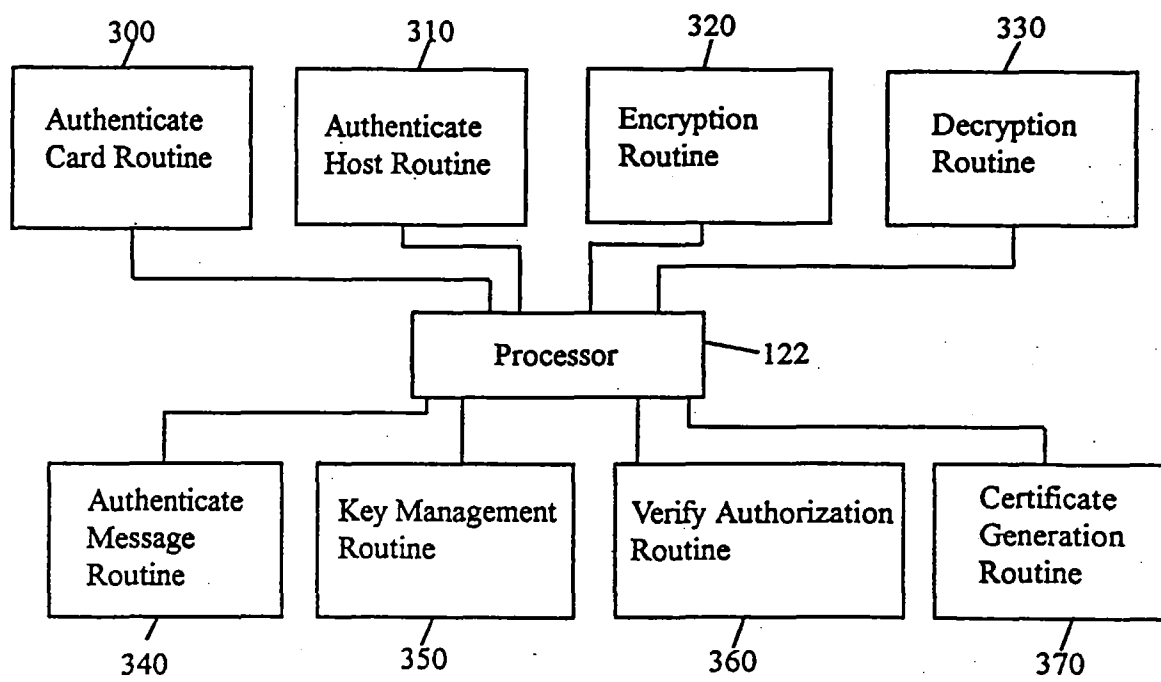 300
310
320
330
Authenticate
Card Routine
Authenticate
Host Routine
Encryption
Routine
Decryption
Routine
Processor
122
Authenticate
Message
Routine
Key Management
Routine
Verify Authorization
Routine
Certificate
Generation
Routine
340
350
360
370